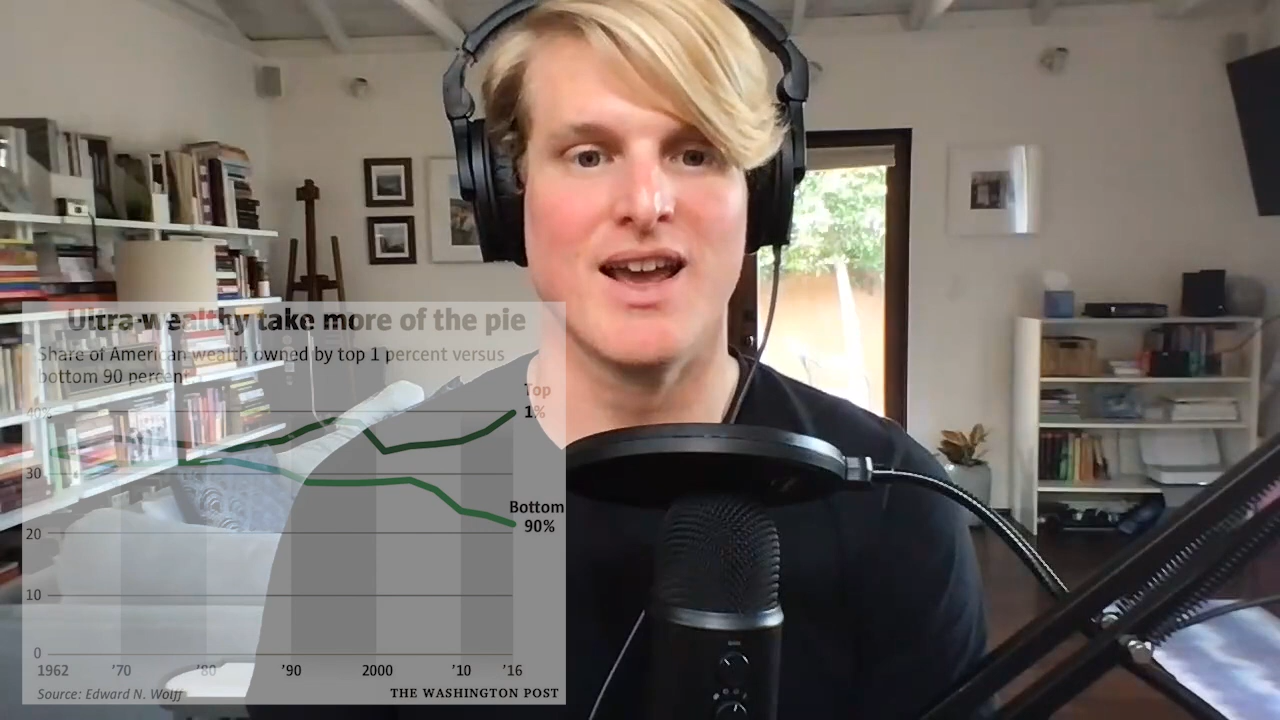 Ultra-wealthy take more of the pie
Share of American wealth owned by top 1 percent versus
bottom 90 percent.
Top
1%
40%
30
Bottom
90%
20
10
0
1962 '70 '80 '90 2000 '10 '16
Source: Edward N. Wolff
THE WASHINGTON POST